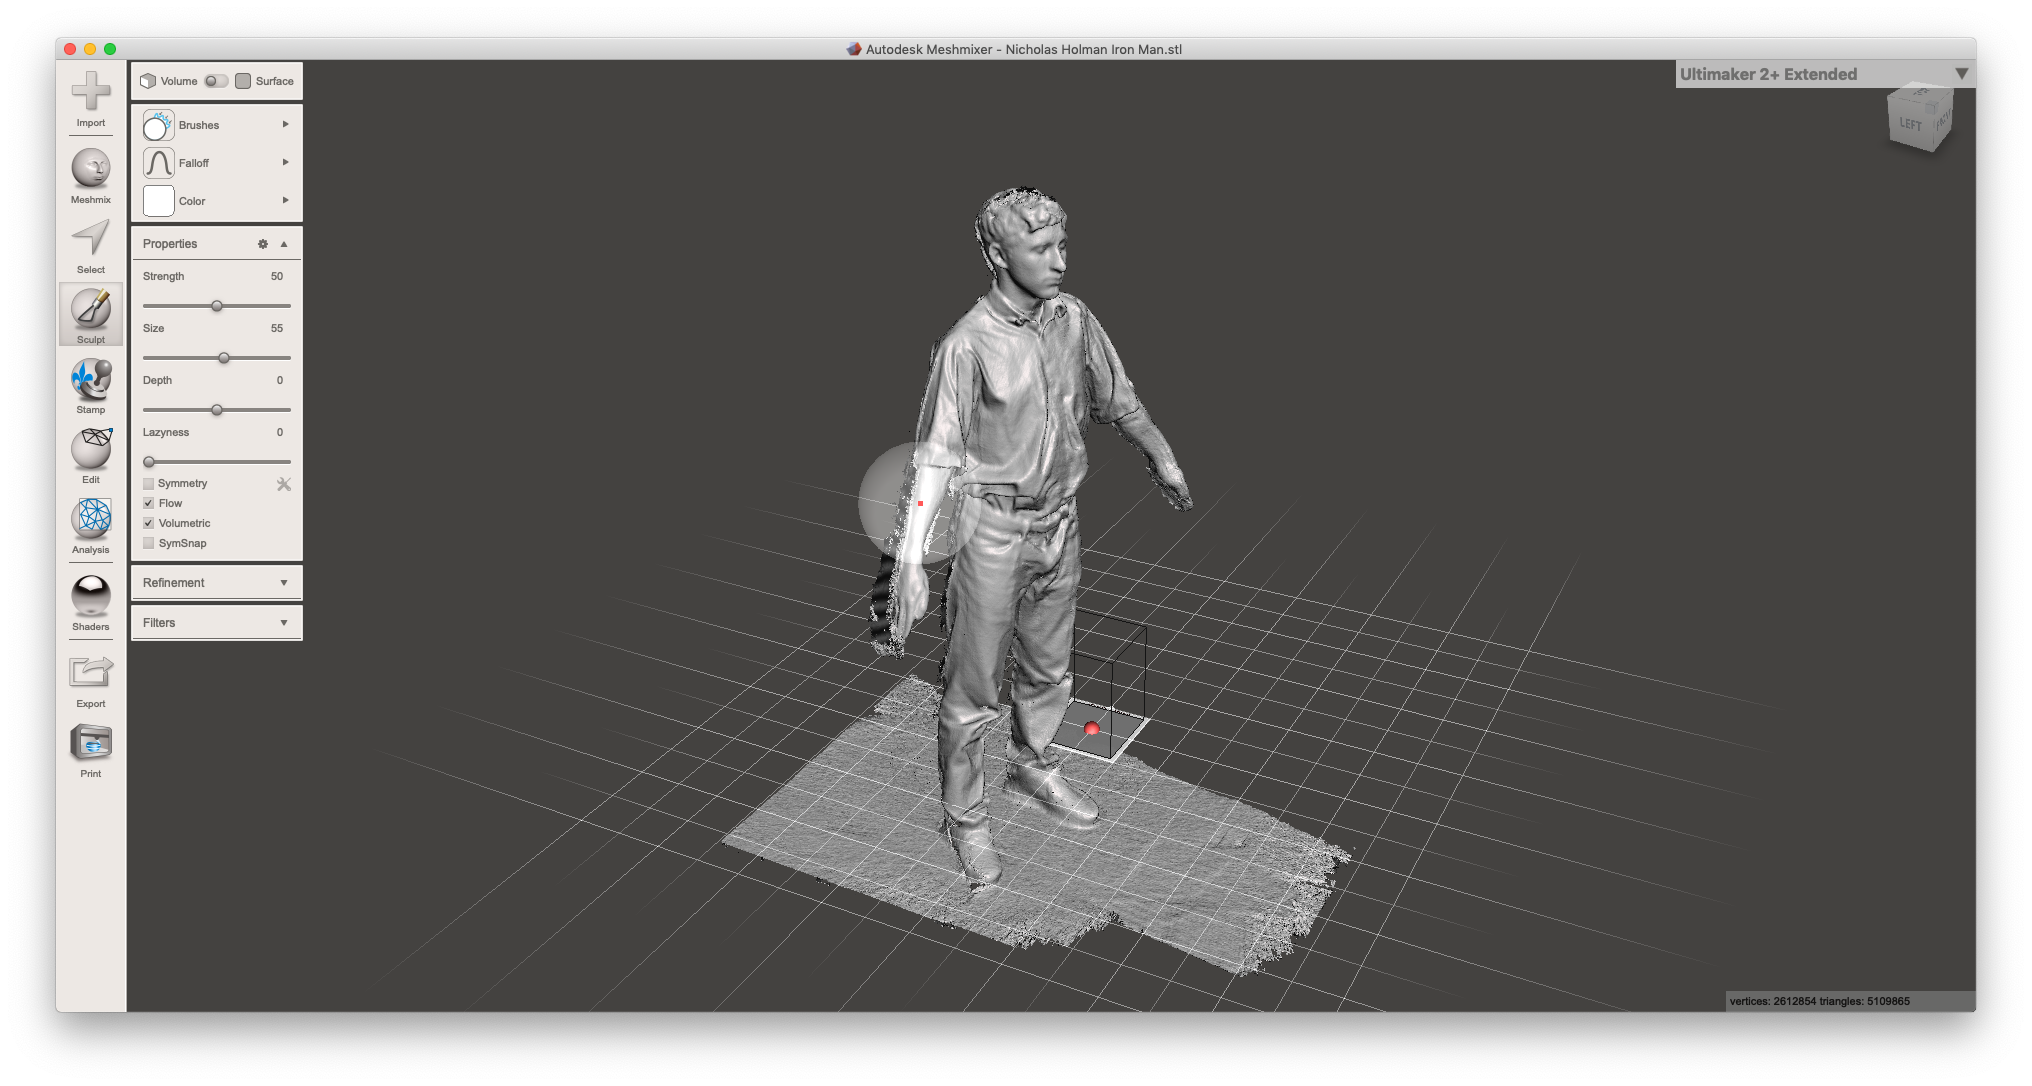 Autodesk Meshmixer - Nicholas Holman Iron Man.stl
Import
Meshmix
Select
Sculpt
Stamp
Edit
Analysis
Shaders
Export
Print
Volume Surface
Brushes
Falloff
Color
Properties
Strength 50
Size 55
Depth 0
Lazyness 0
Symmetry
Flow
Volumetric
SymSnap
Refinement
Filters
Ultimaker 2+ Extended
LEFT
vertices: 2612854 triangles: 5109865